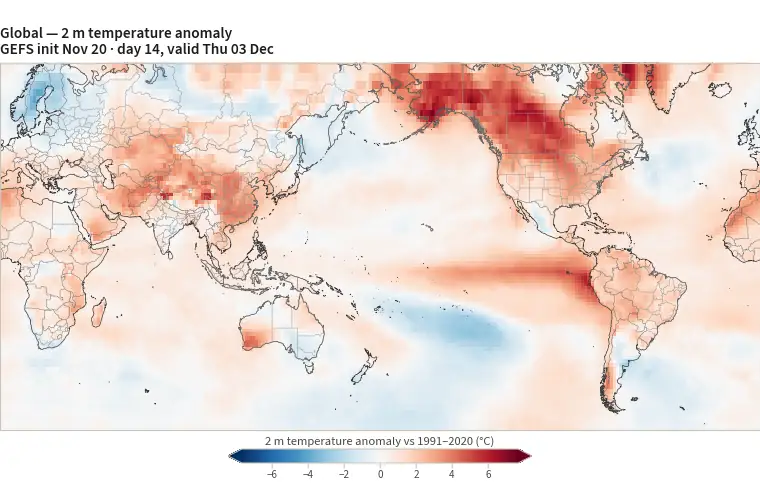 Global — 2 m temperature anomaly
GEFS init Nov 20 · day 14, valid Thu 03 Dec
2 m temperature anomaly vs 1991–2020 (°C)
−6 −4 −2 0 2 4 6